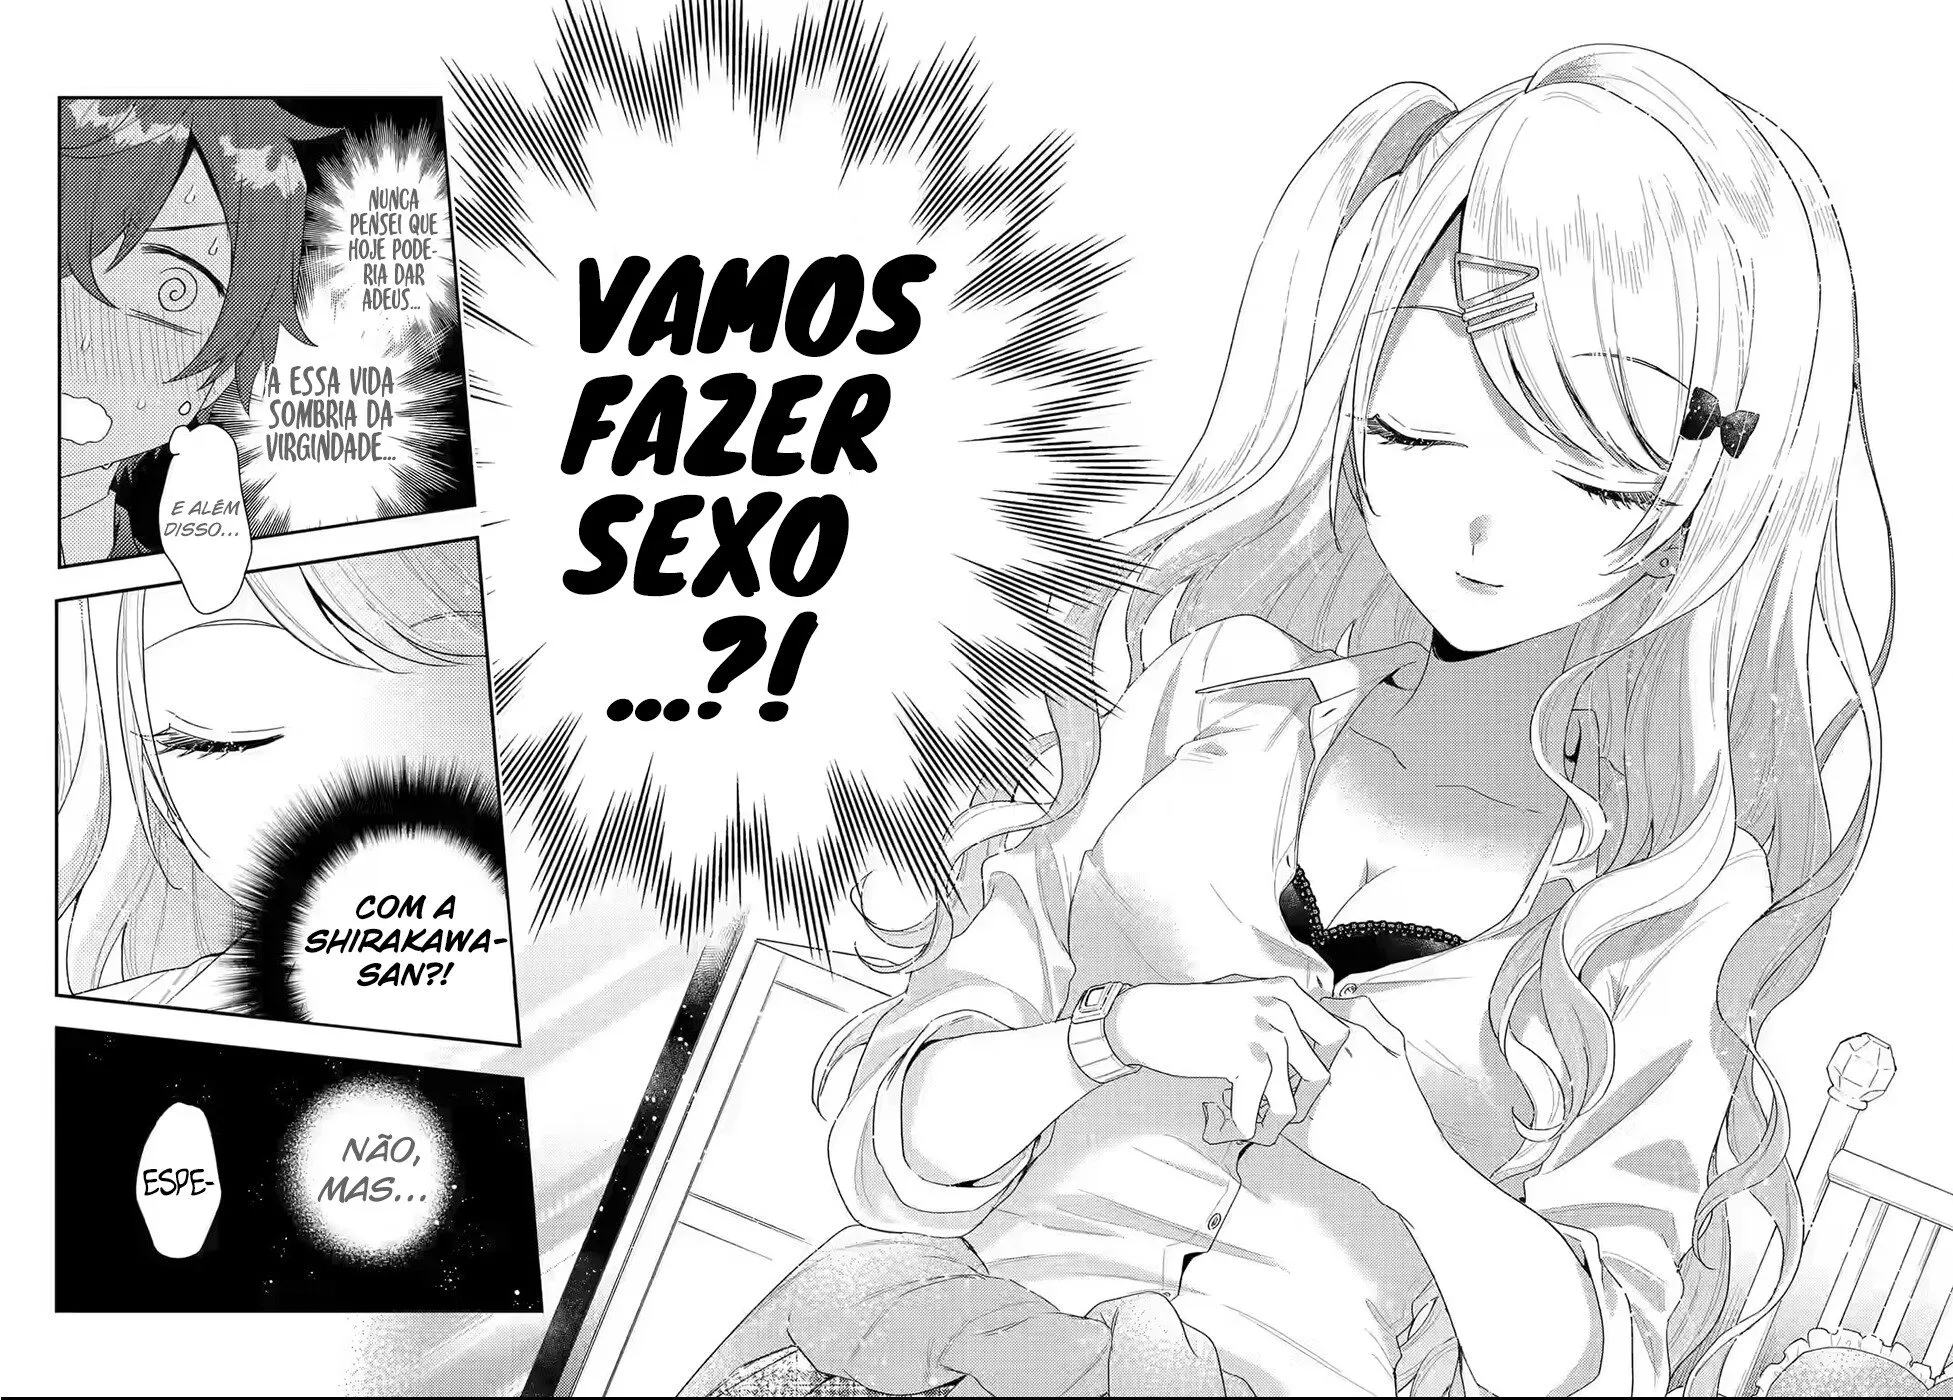 VAMOS
FAZER
SEXO
...?!
NUNCA
PENSEI QUE
HOJE PODE-
RIA DAR
ADEUS...
A ESSA VIDA
SOMBRIA DA
VIRGINDADE...
E ALÉM
DISSO...
COM A
SHIRAKAWA-
SAN?!
NÃO,
MAS...
ESPE-